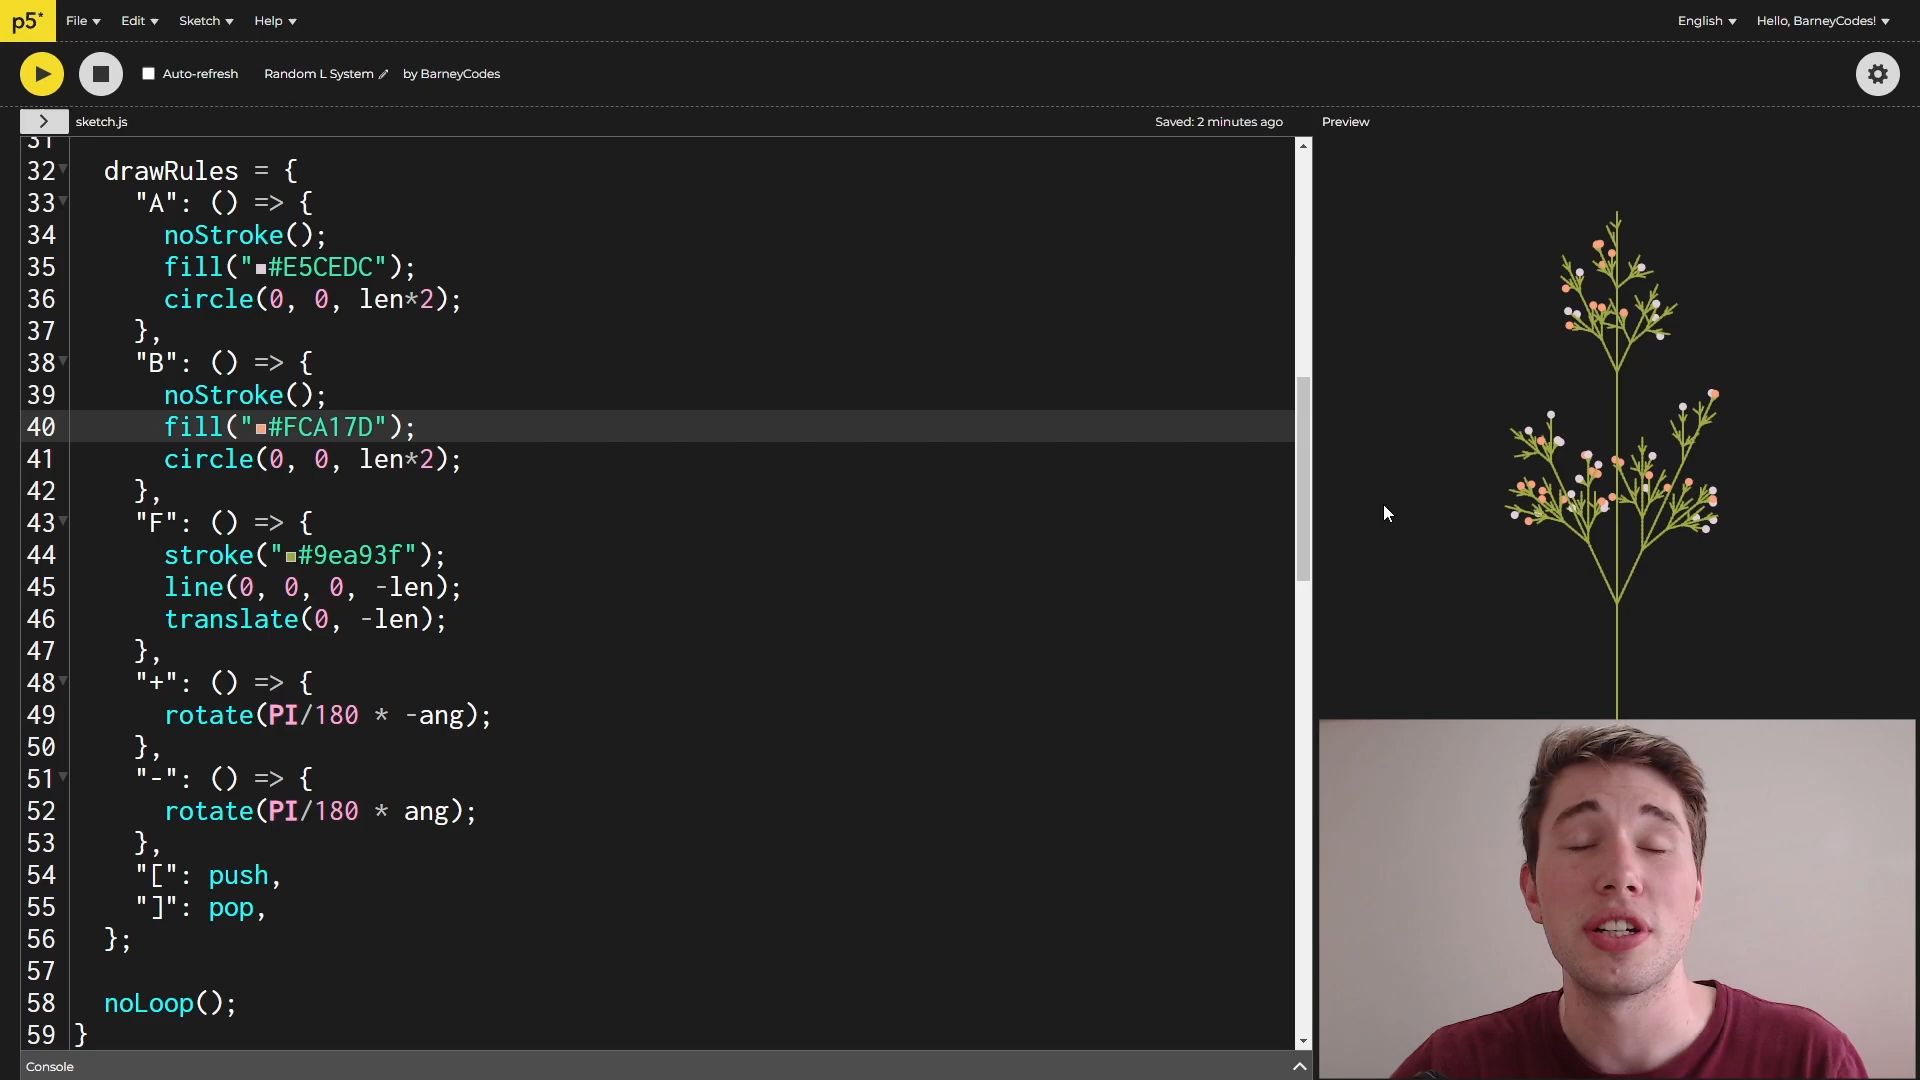 p5* File Edit Sketch Help English Hello, BarneyCodes!
Auto-refresh Random L System by BarneyCodes
> sketch.js Saved: 2 minutes ago Preview
31
32 drawRules = {
33 "A": () => {
34 noStroke();
35 fill("#E5CEDC");
36 circle(0, 0, len*2);
37 },
38 "B": () => {
39 noStroke();
40 fill("#FCA17D");
41 circle(0, 0, len*2);
42 },
43 "F": () => {
44 stroke("#9ea93f");
45 line(0, 0, 0, -len);
46 translate(0, -len);
47 },
48 "+": () => {
49 rotate(PI/180 * -ang);
50 },
51 "-": () => {
52 rotate(PI/180 * ang);
53 },
54 "[": push,
55 "]": pop,
56 };
57
58 noLoop();
59 }
Console